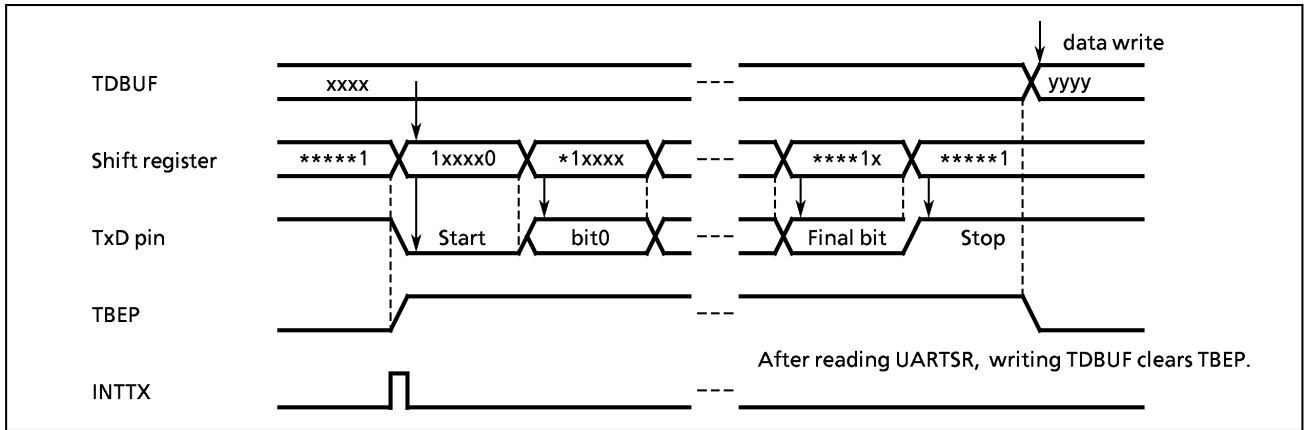 data write
TDBUF xxxx yyyy
Shift register *****1 1xxxx0 *1xxxx ****1x *****1
TxD pin Start bit0 Final bit Stop
TBEP
After reading UARTSR, writing TDBUF clears TBEP.
INTTX